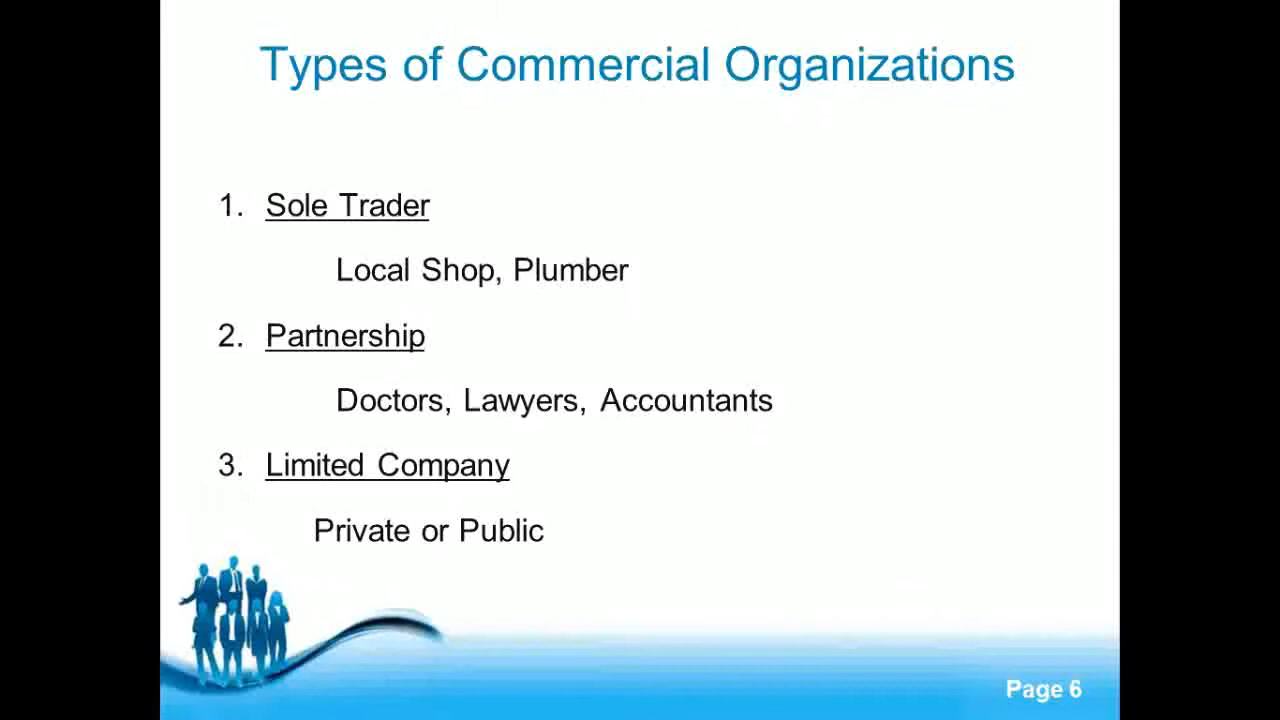 Types of Commercial Organizations
1. Sole Trader
Local Shop, Plumber
2. Partnership
Doctors, Lawyers, Accountants
3. Limited Company
Private or Public
Page 6